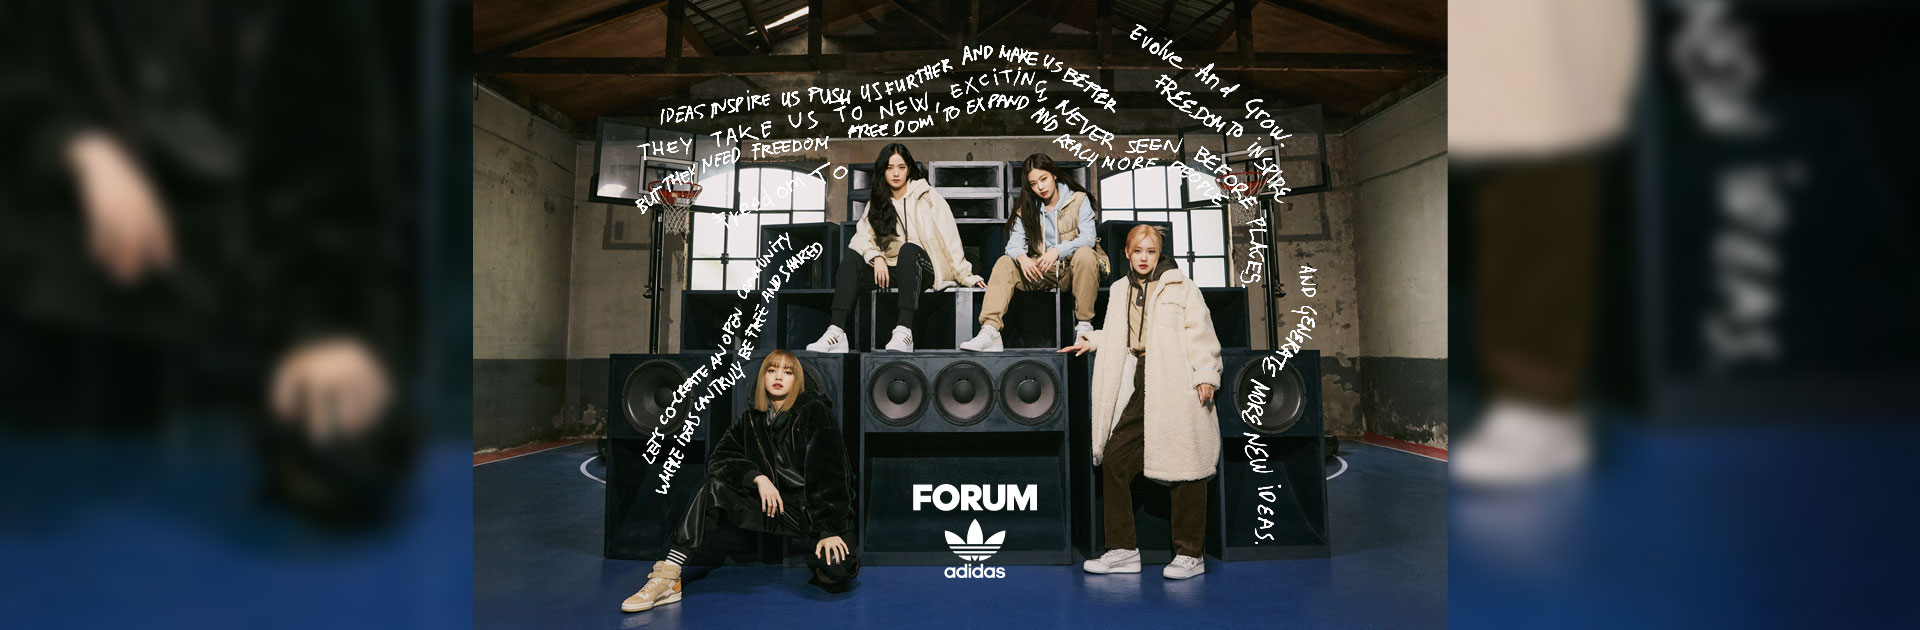 IDEAS INSPIRE US PUSH US FURTHER AND MAKE US BETTER
THEY TAKE US TO NEW, EXCITING, NEVER SEEN BEFORE PLACES.
BUT THEY NEED FREEDOM FREEDOM TO EXPAND AND REACH MORE PEOPLE
Freedom TO
Evolve And Grow.
FREEDOM TO INSPIRE
AND GENERATE MORE NEW iDEAS.
LET'S CO-CREATE AN OPEN COMMUNITY
WHERE IDEAS CAN TRULY BE FREE AND SHARED
FORUM
adidas